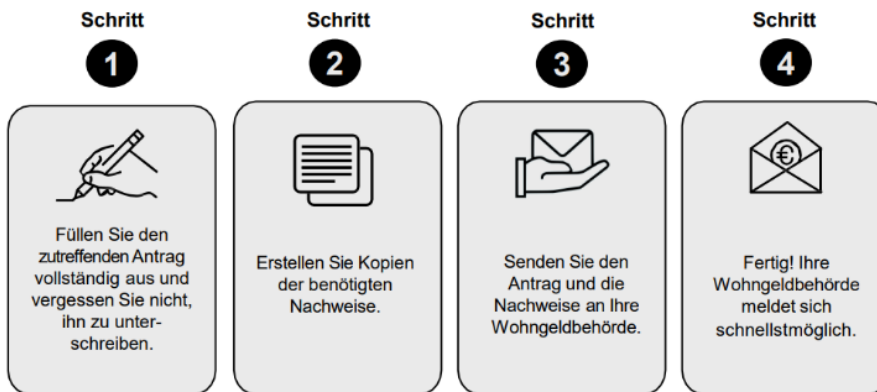 Schritt
1
Füllen Sie den
zutreffenden Antrag
vollständig aus und
vergessen Sie nicht,
ihn zu unter-
schreiben.
Schritt
2
Erstellen Sie Kopien
der benötigten
Nachweise.
Schritt
3
Senden Sie den
Antrag und die
Nachweise an Ihre
Wohngeldbehörde.
Schritt
4
€
Fertig! Ihre
Wohngeldbehörde
meldet sich
schnellstmöglich.